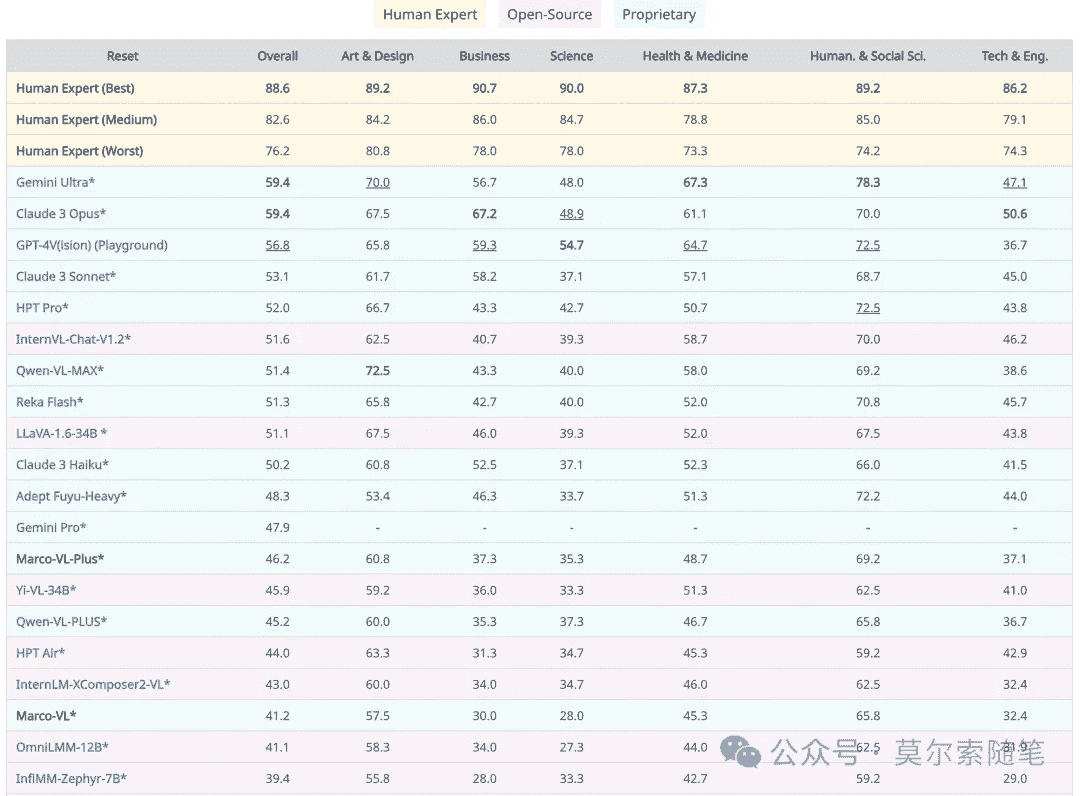 Human Expert Open-Source Proprietary
Reset Overall Art & Design Business Science Health & Medicine Human. & Social Sci. Tech & Eng.
Human Expert (Best) 88.6 89.2 90.7 90.0 87.3 89.2 86.2
Human Expert (Medium) 82.6 84.2 86.0 84.7 78.8 85.0 79.1
Human Expert (Worst) 76.2 80.8 78.0 78.0 73.3 74.2 74.3
Gemini Ultra* 59.4 70.0 56.7 48.0 67.3 78.3 47.1
Claude 3 Opus* 59.4 67.5 67.2 48.9 61.1 70.0 50.6
GPT-4V(ision) (Playground) 56.8 65.8 59.3 54.7 64.7 72.5 36.7
Claude 3 Sonnet* 53.1 61.7 58.2 37.1 57.1 68.7 45.0
HPT Pro* 52.0 66.7 43.3 42.7 50.7 72.5 43.8
InternVL-Chat-V1.2* 51.6 62.5 40.7 39.3 58.7 70.0 46.2
Qwen-VL-MAX* 51.4 72.5 43.3 40.0 58.0 69.2 38.6
Reka Flash* 51.3 65.8 42.7 40.0 52.0 70.8 45.7
LLaVA-1.6-34B * 51.1 67.5 46.0 39.3 52.0 67.5 43.8
Claude 3 Haiku* 50.2 60.8 52.5 37.1 52.3 66.0 41.5
Adept Fuyu-Heavy* 48.3 53.4 46.3 33.7 51.3 72.2 44.0
Gemini Pro* 47.9 - - - - - -
Marco-VL-Plus* 46.2 60.8 37.3 35.3 48.7 69.2 37.1
Yi-VL-34B* 45.9 59.2 36.0 33.3 51.3 62.5 41.0
Qwen-VL-PLUS* 45.2 60.0 35.3 37.3 46.7 65.8 36.7
HPT Air* 44.0 63.3 31.3 34.7 45.3 59.2 42.9
InternLM-XComposer2-VL* 43.0 60.0 34.0 34.7 46.0 62.5 32.4
Marco-VL* 41.2 57.5 30.0 28.0 45.3 65.8 32.4
OmniLMM-12B* 41.1 58.3 34.0 27.3 44.0 62.5 31.9
公众号 · 莫尔索随笔
InfiMM-Zephyr-7B* 39.4 55.8 28.0 33.3 42.7 59.2 29.0